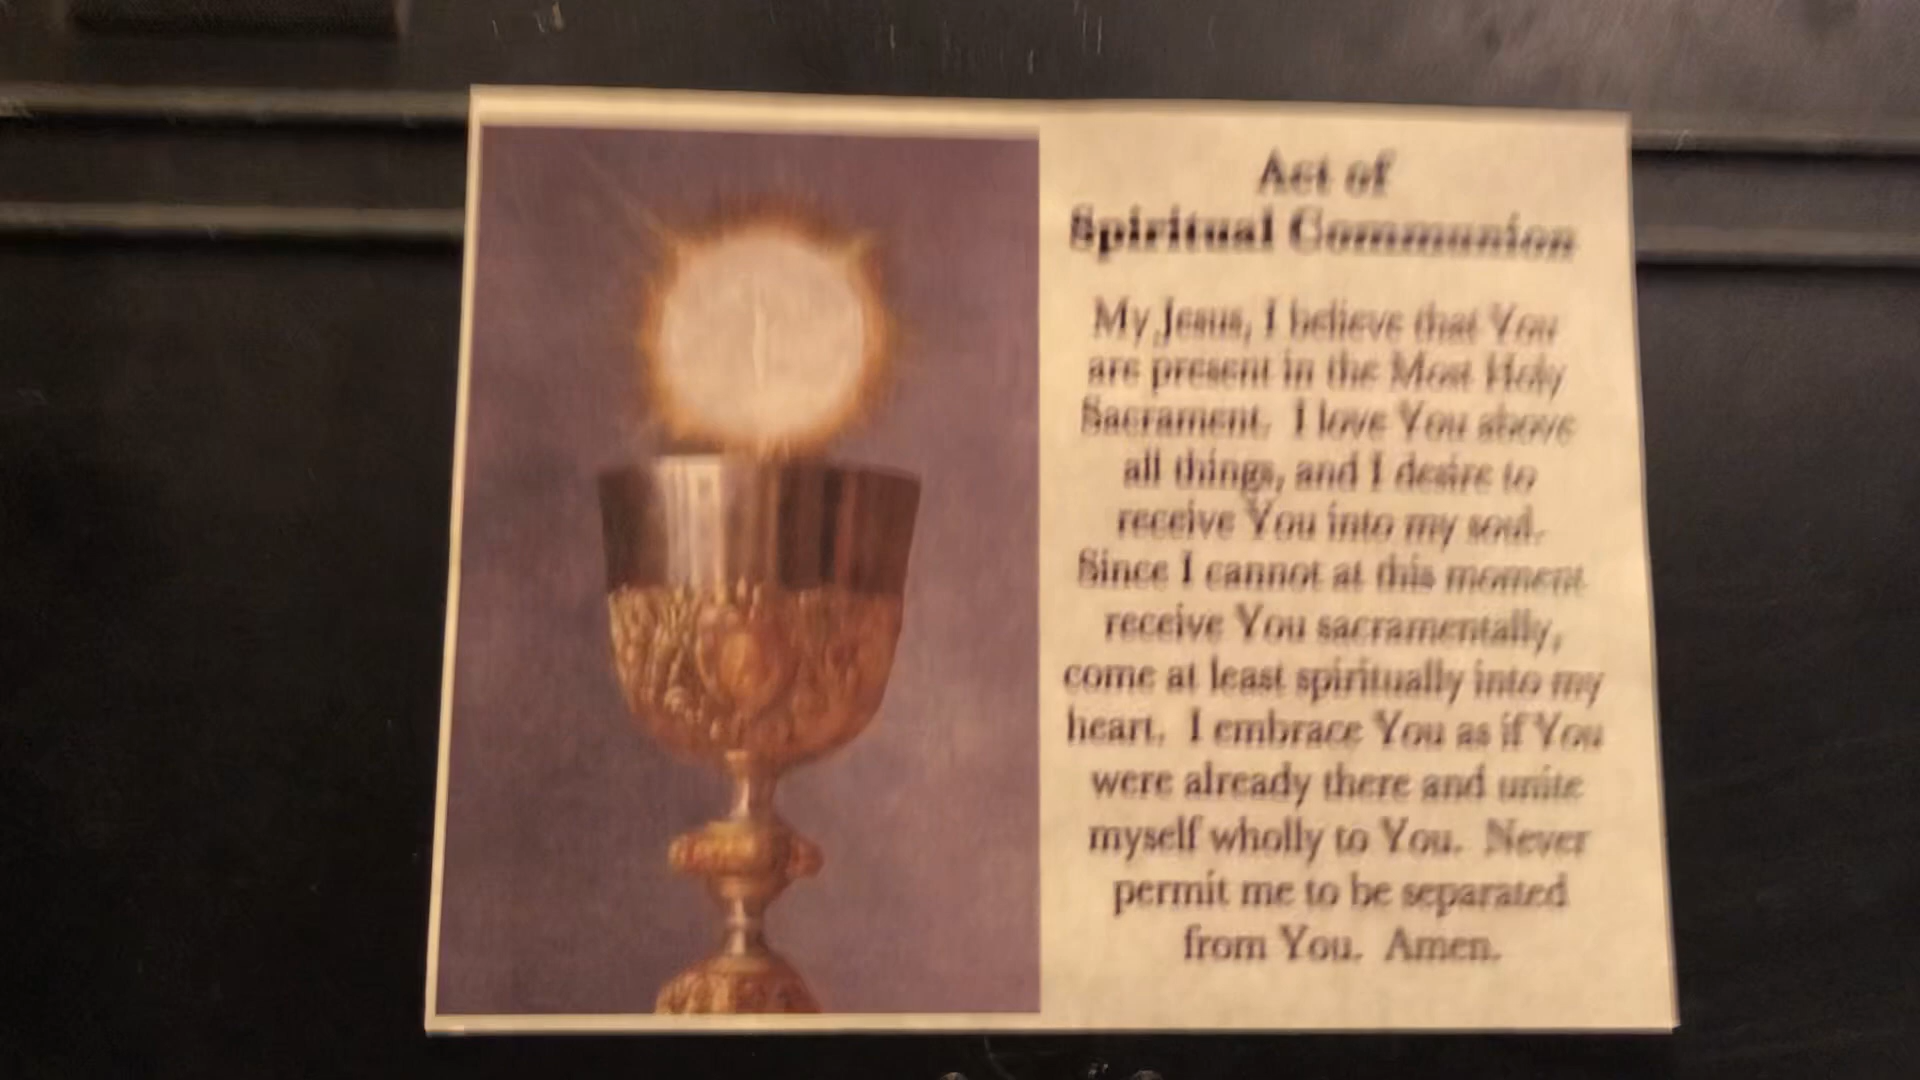 Act of
Spiritual Communion
My Jesus, I believe that You
are present in the Most Holy
Sacrament. I love You above
all things, and I desire to
receive You into my soul.
Since I cannot at this moment
receive You sacramentally,
come at least spiritually into my
heart. I embrace You as if You
were already there and unite
myself wholly to You. Never
permit me to be separated
from You. Amen.